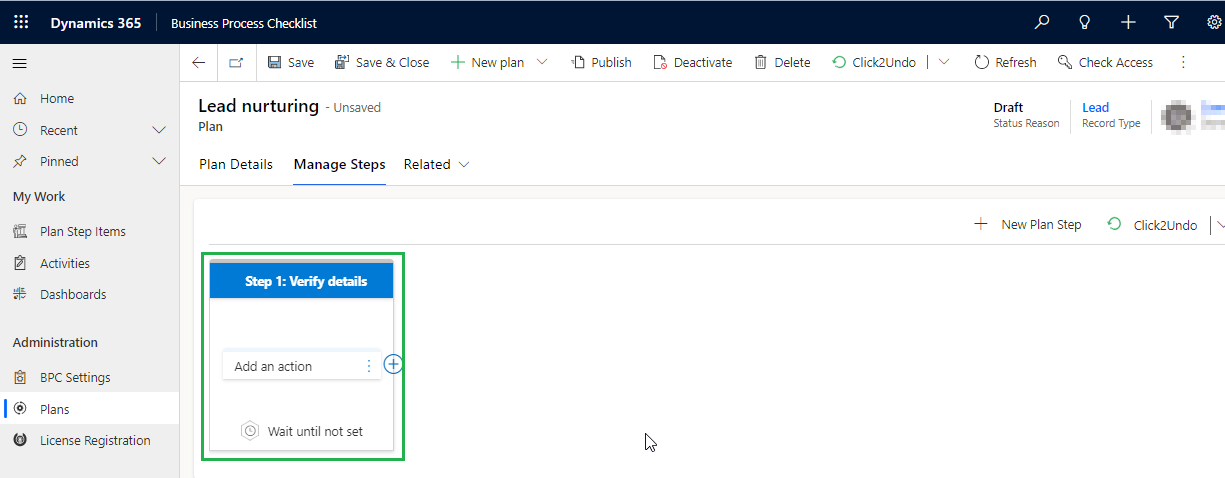 Dynamics 365 Business Process Checklist
Save Save & Close New plan Publish Deactivate Delete Click2Undo Refresh Check Access
Home
Recent
Pinned
My Work
Plan Step Items
Activities
Dashboards
Administration
BPC Settings
Plans
License Registration
Lead nurturing - Unsaved
Plan
Draft
Status Reason
Lead
Record Type
Plan Details Manage Steps Related
New Plan Step Click2Undo
Step 1: Verify details
Add an action
Wait until not set